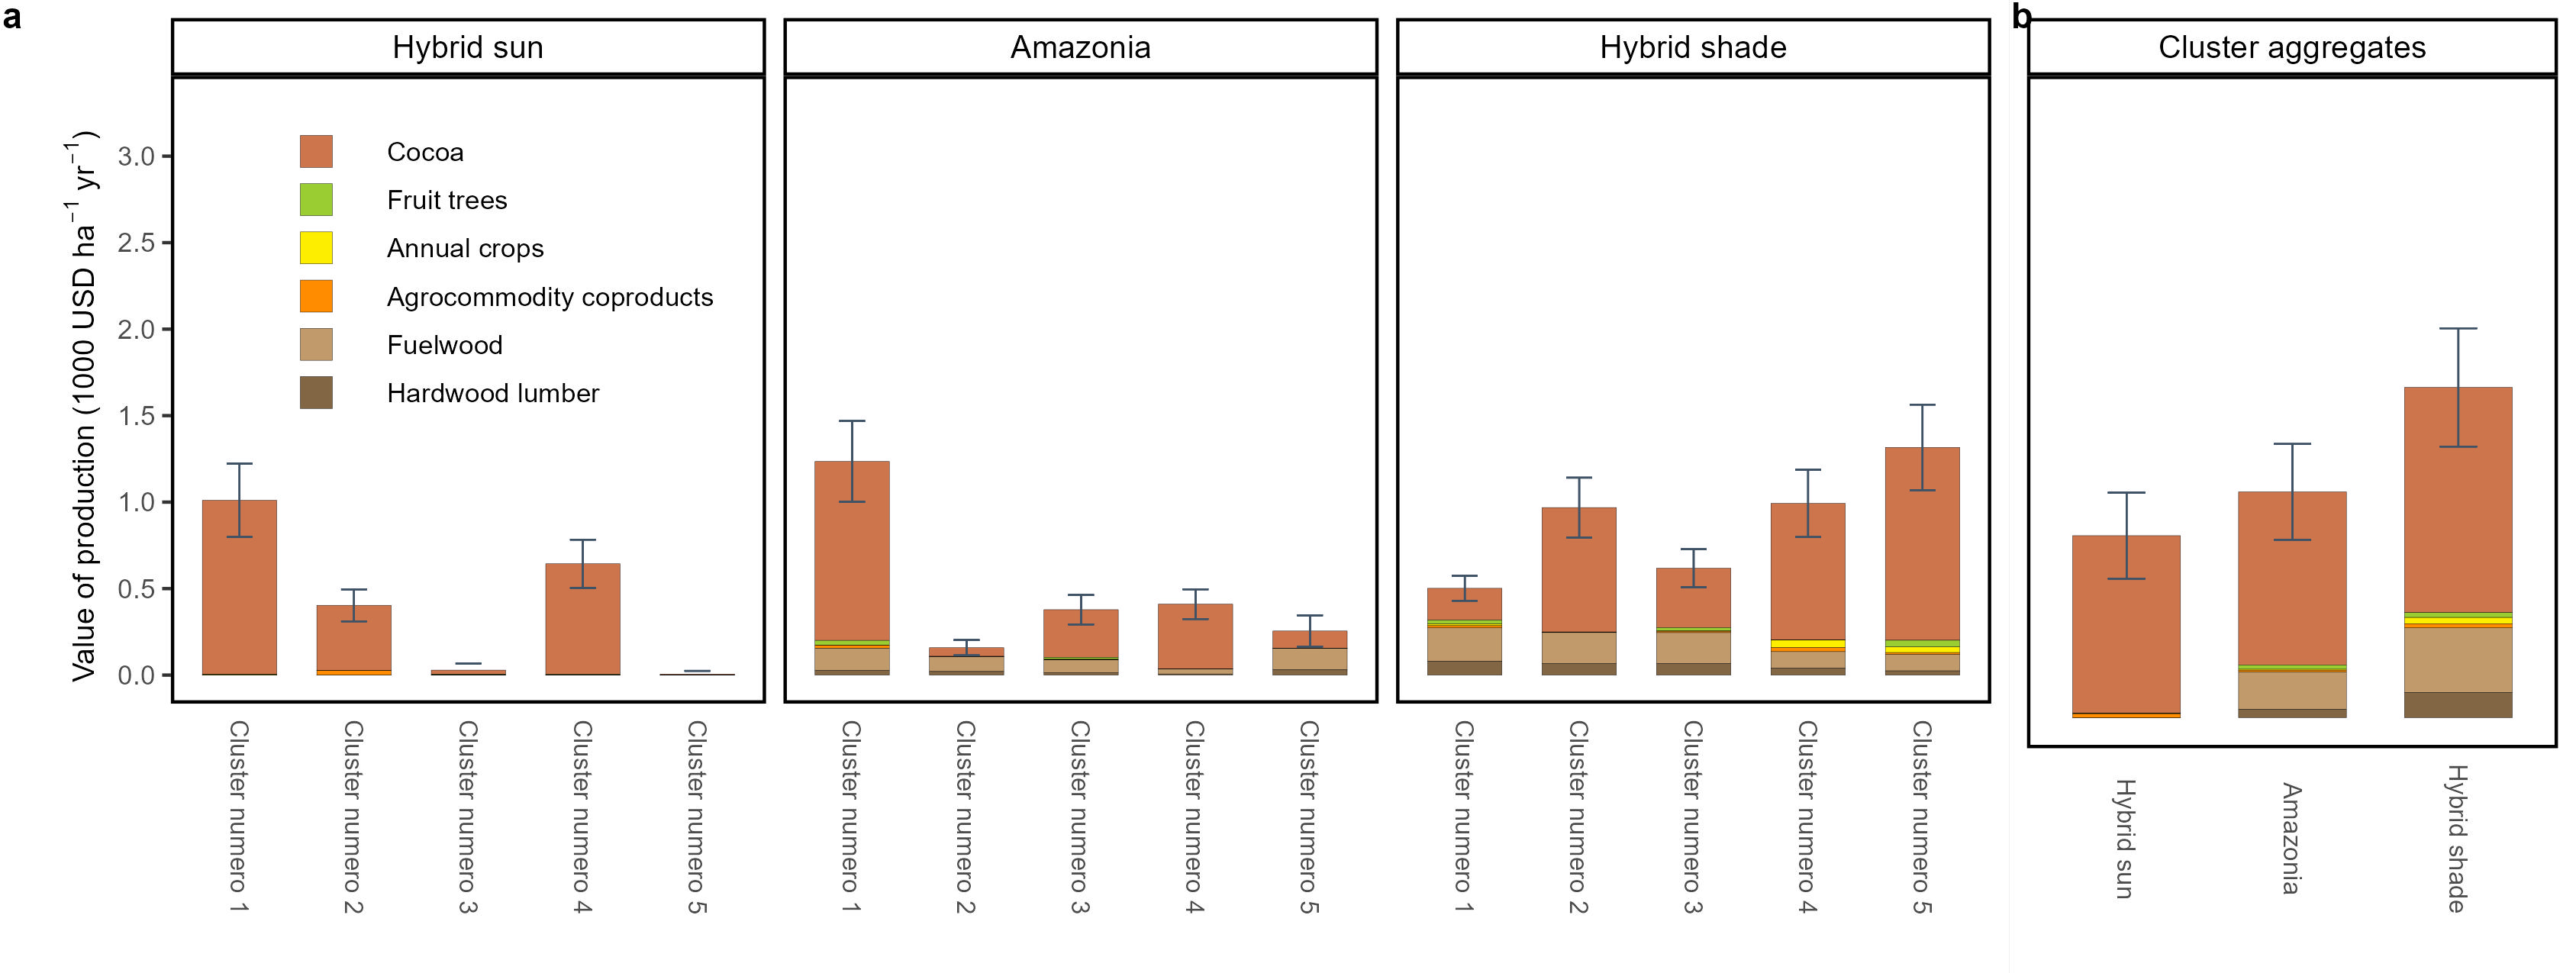 a
Hybrid sun
Amazonia
Hybrid shade
b
Cluster aggregates
Value of production (1000 USD ha⁻¹ yr⁻¹)
3.0
2.5
2.0
1.5
1.0
0.5
0.0
Cocoa
Fruit trees
Annual crops
Agrocommodity coproducts
Fuelwood
Hardwood lumber
Cluster numero 1
Cluster numero 2
Cluster numero 3
Cluster numero 4
Cluster numero 5
Cluster numero 1
Cluster numero 2
Cluster numero 3
Cluster numero 4
Cluster numero 5
Cluster numero 1
Cluster numero 2
Cluster numero 3
Cluster numero 4
Cluster numero 5
Hybrid sun
Amazonia
Hybrid shade